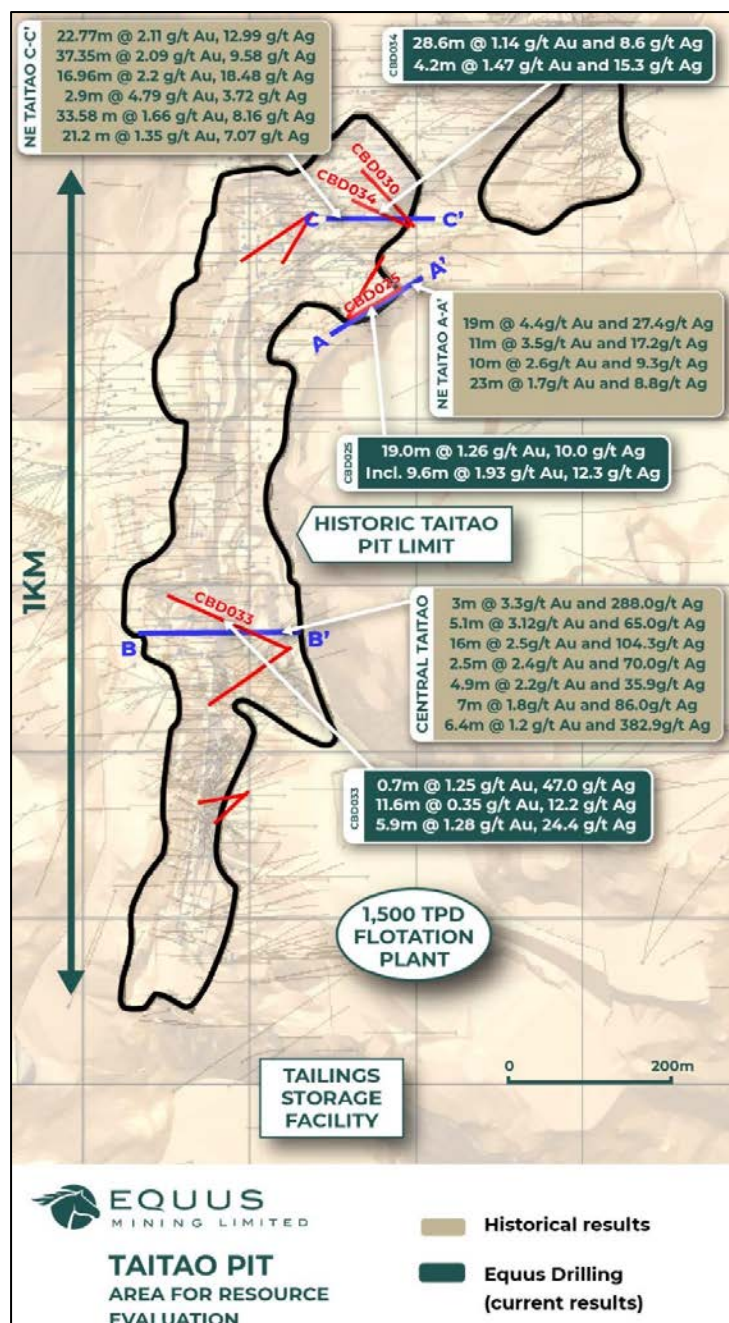 NE TAITAO C-C'
22.77m @ 2.11 g/t Au, 12.99 g/t Ag
37.35m @ 2.09 g/t Au, 9.58 g/t Ag
16.96m @ 2.2 g/t Au, 18.48 g/t Ag
2.9m @ 4.79 g/t Au, 3.72 g/t Ag
33.58 m @ 1.66 g/t Au, 8.16 g/t Ag
21.2 m @ 1.35 g/t Au, 7.07 g/t Ag
CBD034
28.6m @ 1.14 g/t Au and 8.6 g/t Ag
4.2m @ 1.47 g/t Au and 15.3 g/t Ag
CBD030
CBD034
C
C'
A'
CBD025
A
NE TAITAO A-A'
19m @ 4.4g/t Au and 27.4g/t Ag
11m @ 3.5g/t Au and 17.2g/t Ag
10m @ 2.6g/t Au and 9.3g/t Ag
23m @ 1.7g/t Au and 8.8g/t Ag
CBD025
19.0m @ 1.26 g/t Au, 10.0 g/t Ag
Incl. 9.6m @ 1.93 g/t Au, 12.3 g/t Ag
HISTORIC TAITAO
PIT LIMIT
1KM
CBD033
B
B'
CENTRAL TAITAO
3m @ 3.3g/t Au and 288.0g/t Ag
5.1m @ 3.12g/t Au and 65.0g/t Ag
16m @ 2.5g/t Au and 104.3g/t Ag
2.5m @ 2.4g/t Au and 70.0g/t Ag
4.9m @ 2.2g/t Au and 35.9g/t Ag
7m @ 1.8g/t Au and 86.0g/t Ag
6.4m @ 1.2 g/t Au and 382.9g/t Ag
CBD033
0.7m @ 1.25 g/t Au, 47.0 g/t Ag
11.6m @ 0.35 g/t Au, 12.2 g/t Ag
5.9m @ 1.28 g/t Au, 24.4 g/t Ag
1,500 TPD
FLOTATION
PLANT
TAILINGS
STORAGE
FACILITY
0 200m
EQUUS
MINING LIMITED
TAITAO PIT
AREA FOR RESOURCE
EVALUATION
Historical results
Equus Drilling
(current results)